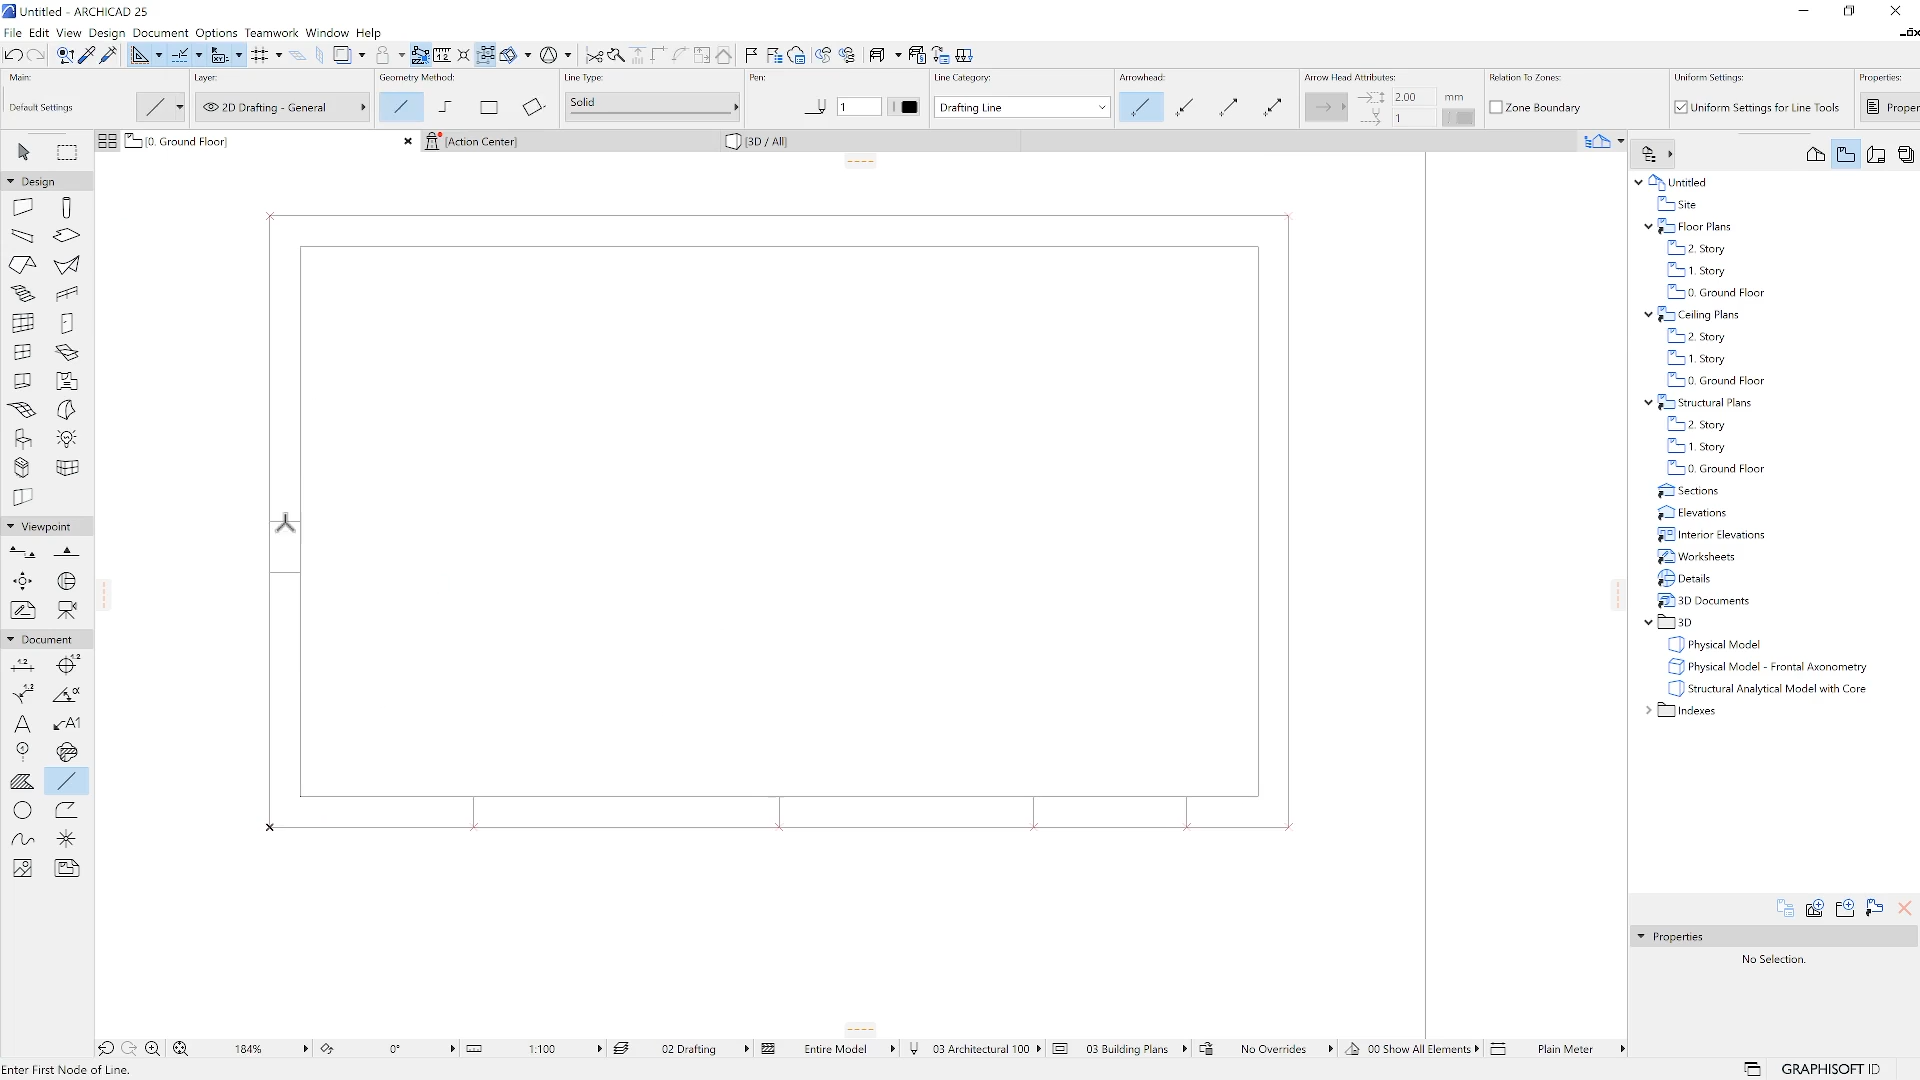 Untitled - ARCHICAD 25
File Edit View Design Document Options Teamwork Window Help
Main:
Default Settings
Layer:
2D Drafting - General
Geometry Method:
Line Type:
Solid
Pen:
1
Line Category:
Drafting Line
Arrowhead:
Arrow Head Attributes:
2.00 mm
1
Relation To Zones:
Zone Boundary
Uniform Settings:
Uniform Settings for Line Tools
Properties:
Proper
[0. Ground Floor]
[Action Center]
[3D / All]
Design
Viewpoint
Document
Untitled
Site
Floor Plans
2. Story
1. Story
0. Ground Floor
Ceiling Plans
2. Story
1. Story
0. Ground Floor
Structural Plans
2. Story
1. Story
0. Ground Floor
Sections
Elevations
Interior Elevations
Worksheets
Details
3D Documents
3D
Physical Model
Physical Model - Frontal Axonometry
Structural Analytical Model with Core
Indexes
Properties
No Selection.
184% 0° 1:100 02 Drafting Entire Model 03 Architectural 100 03 Building Plans No Overrides 00 Show All Elements Plain Meter
Enter First Node of Line.
GRAPHISOFT ID